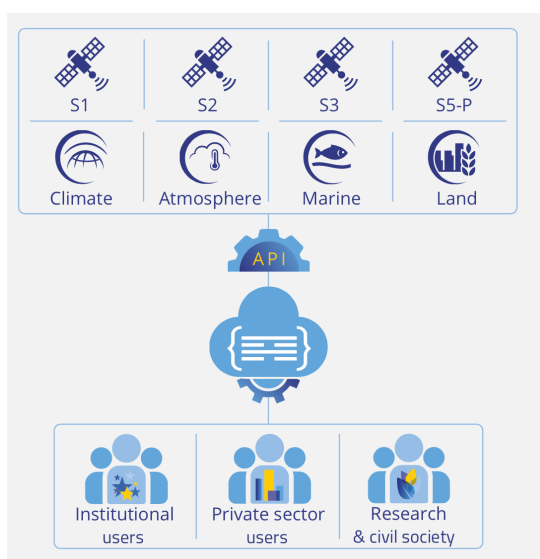 S1 S2 S3 S5-P
Climate Atmosphere Marine Land
API
Institutional users
Private sector users
Research & civil society